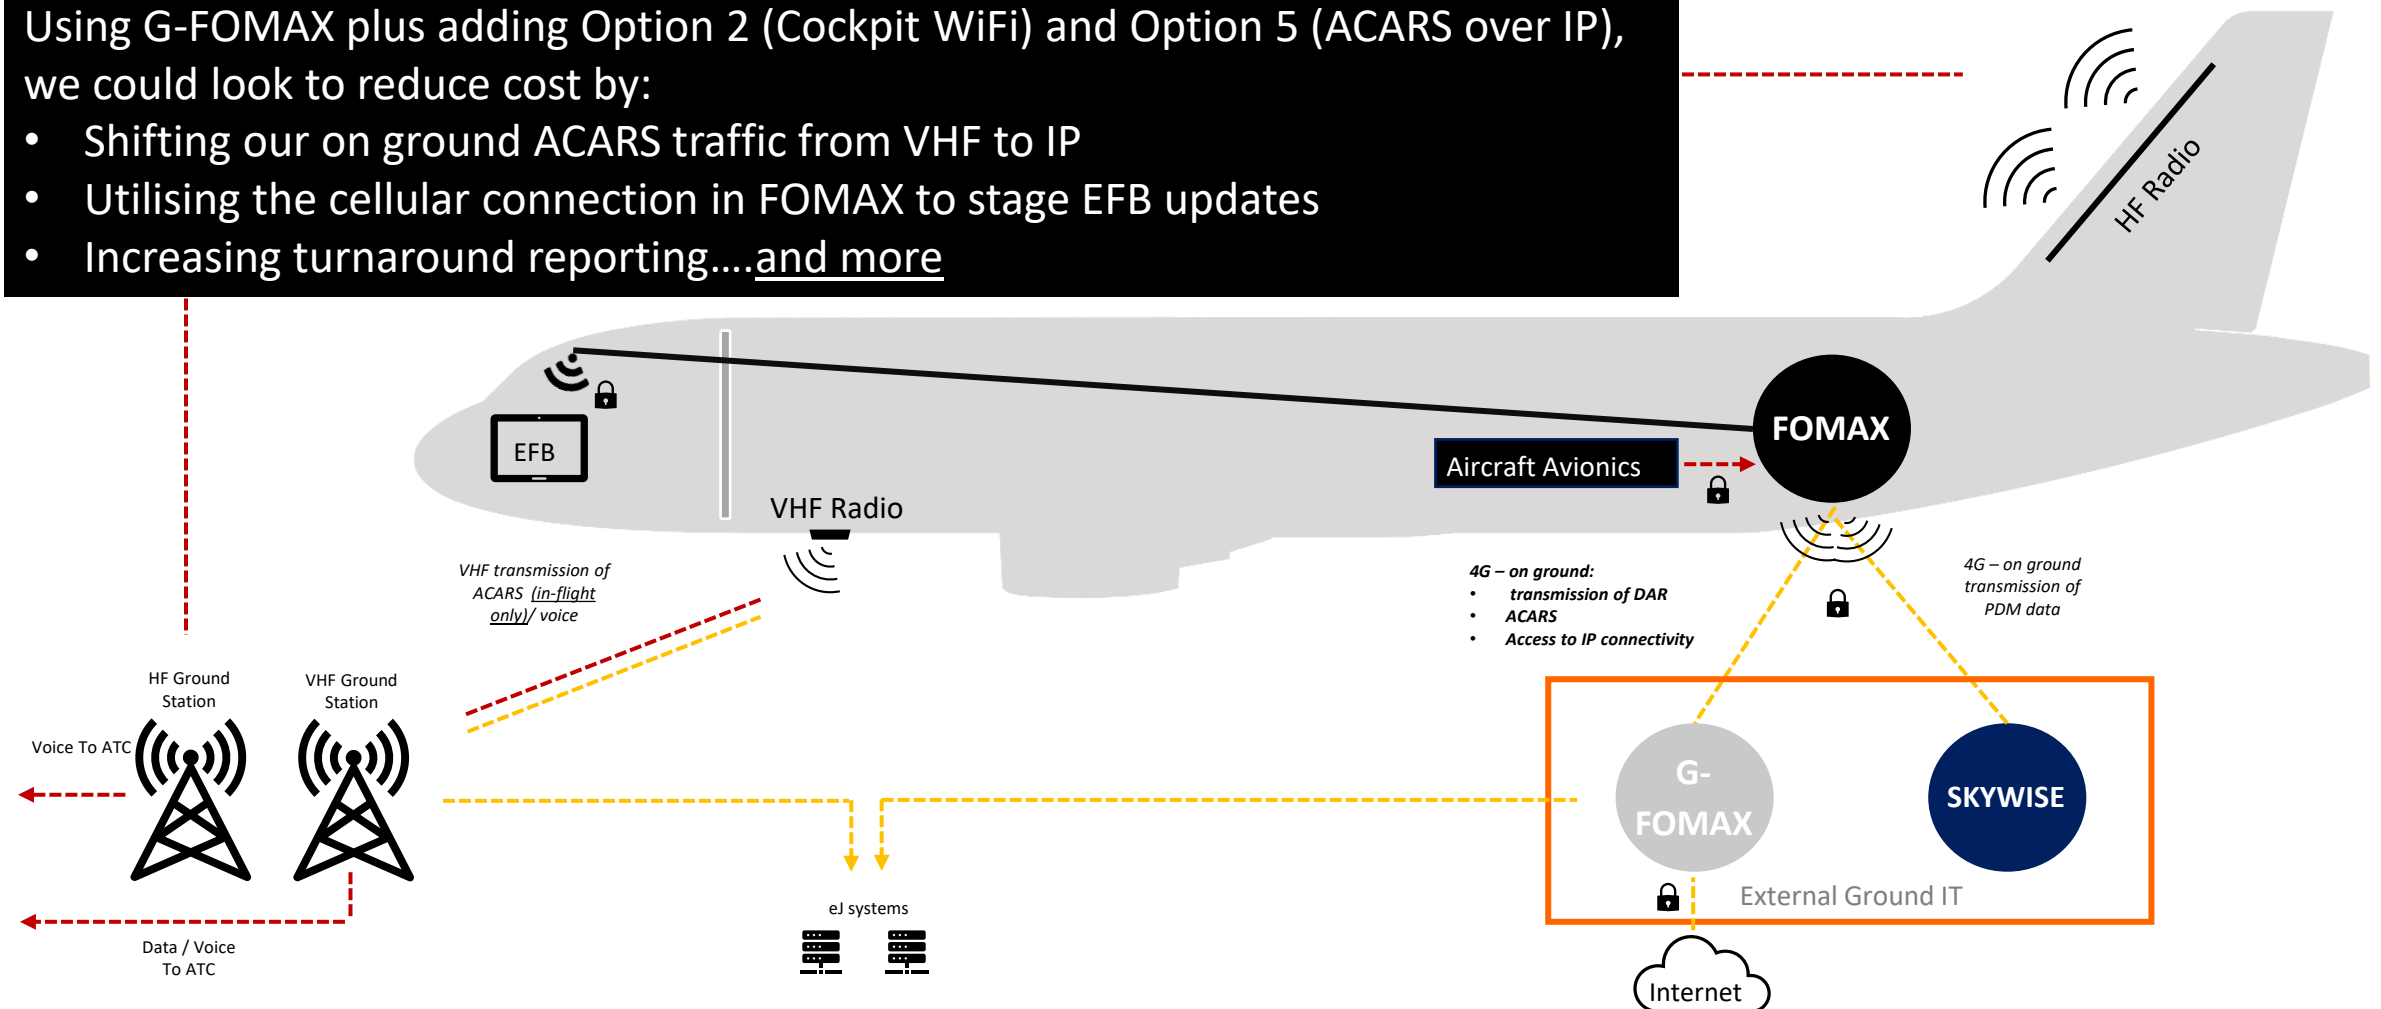 Using G-FOMAX plus adding Option 2 (Cockpit WiFi) and Option 5 (ACARS over IP),
we could look to reduce cost by:
• Shifting our on ground ACARS traffic from VHF to IP
• Utilising the cellular connection in FOMAX to stage EFB updates
• Increasing turnaround reporting....and more
HF Radio
FOMAX
EFB
Aircraft Avionics
VHF Radio
VHF transmission of
ACARS (in-flight
only)/ voice
4G – on ground:
• transmission of DAR
• ACARS
• Access to IP connectivity
4G – on ground
transmission of
PDM data
HF Ground
Station
VHF Ground
Station
Voice To ATC
G-
FOMAX
SKYWISE
External Ground IT
eJ systems
Data / Voice
To ATC
Internet